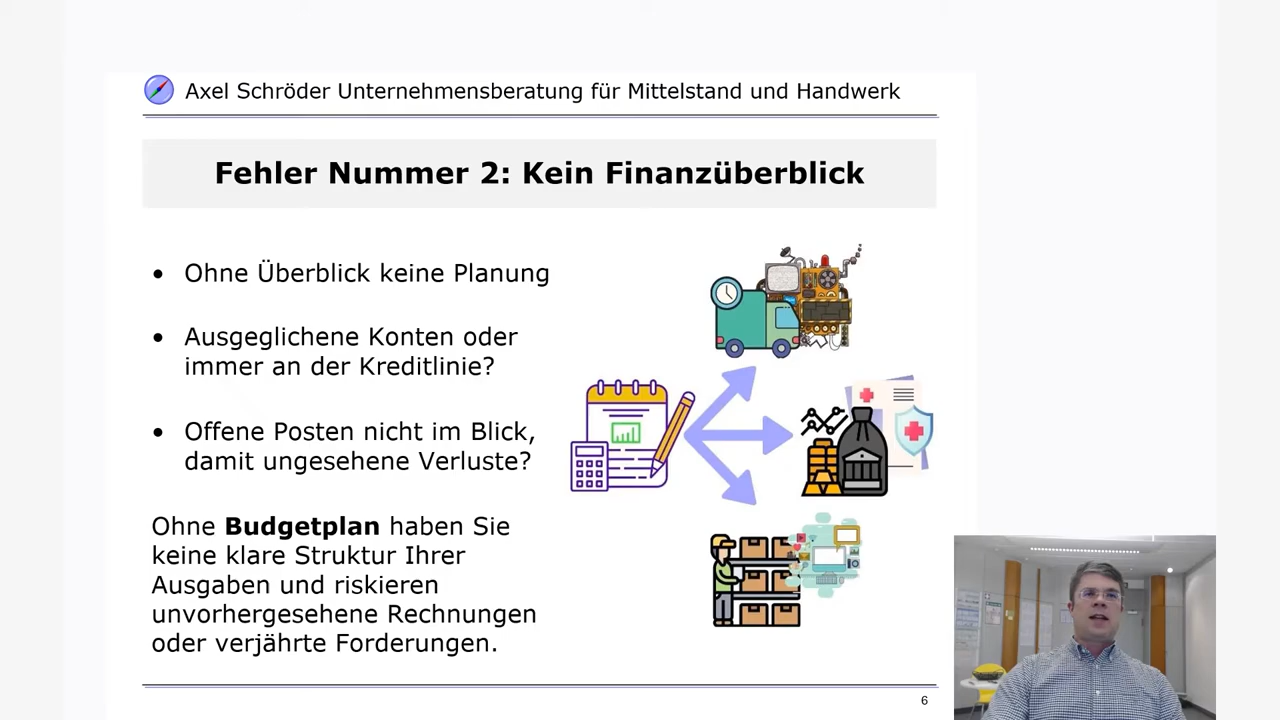 Axel Schröder Unternehmensberatung für Mittelstand und Handwerk
Fehler Nummer 2: Kein Finanzüberblick
• Ohne Überblick keine Planung
• Ausgeglichene Konten oder
immer an der Kreditlinie?
• Offene Posten nicht im Blick,
damit ungesehene Verluste?
Ohne Budgetplan haben Sie
keine klare Struktur Ihrer
Ausgaben und riskieren
unvorhergesehene Rechnungen
oder verjährte Forderungen.
6